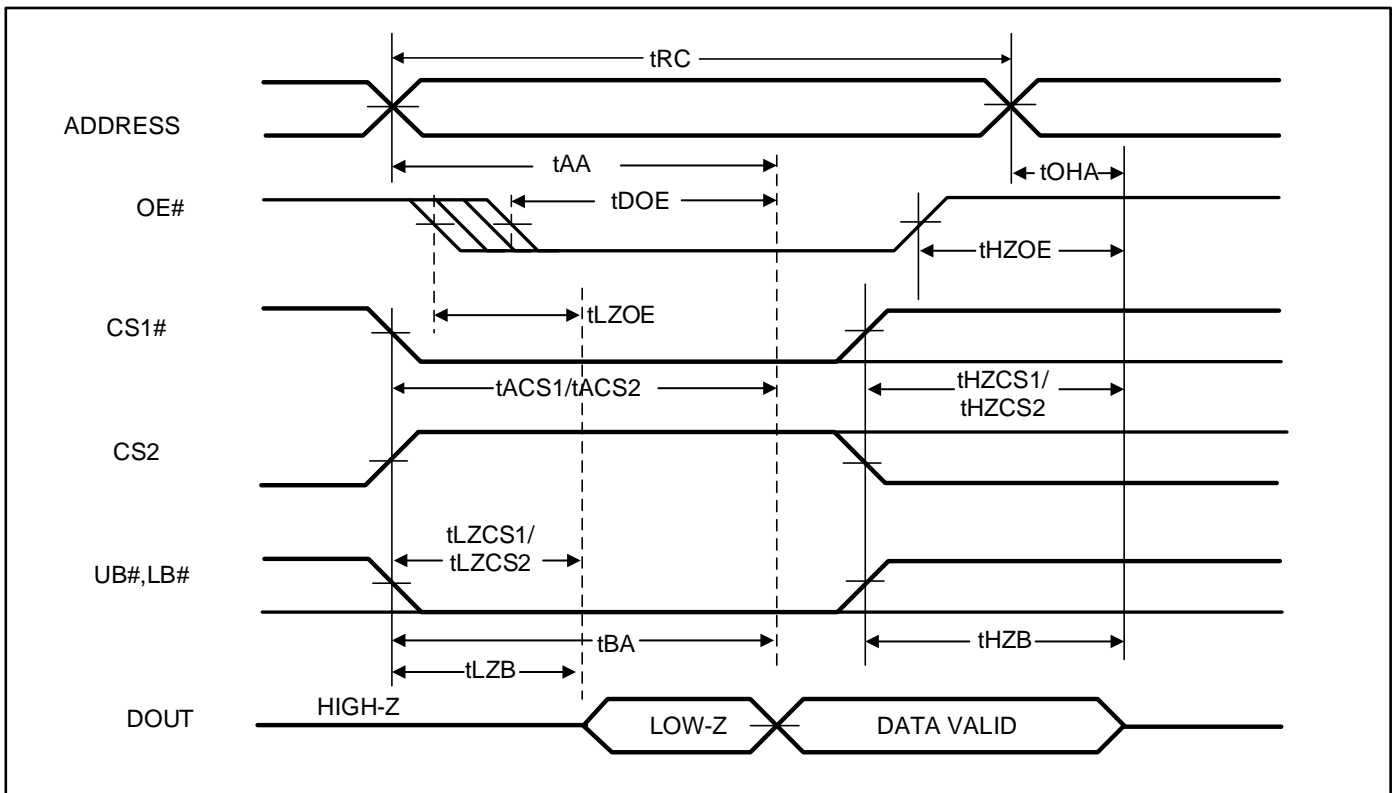 tRC
ADDRESS
tAA
tOHA
OE#
tDOE
tHZOE
tLZOE
CS1#
tACS1/tACS2
tHZCS1/
tHZCS2
CS2
tLZCS1/
tLZCS2
UB#,LB#
tBA
tHZB
tLZB
HIGH-Z
DOUT
LOW-Z
DATA VALID